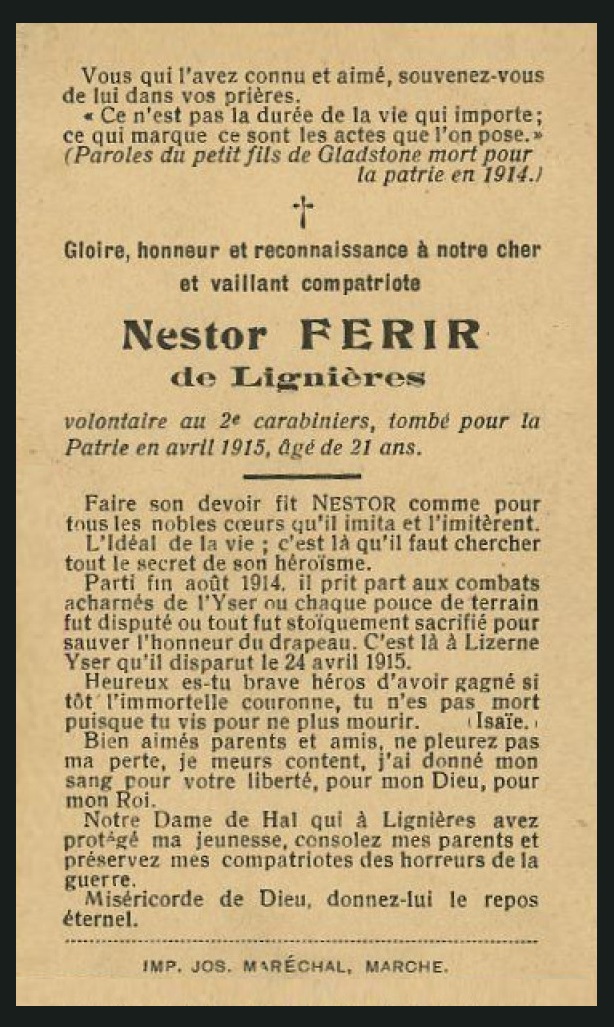 Vous qui l'avez connu et aimé, souvenez-vous
de lui dans vos prières.
« Ce n'est pas la durée de la vie qui importe;
ce qui marque ce sont les actes que l'on pose.»
(Paroles du petit fils de Gladstone mort pour
la patrie en 1914.)
†
Gloire, honneur et reconnaissance à notre cher
et vaillant compatriote
Nestor FERIR
de Lignières
volontaire au 2e carabiniers, tombé pour la
Patrie en avril 1915, âgé de 21 ans.
Faire son devoir fit NESTOR comme pour
tous les nobles cœurs qu'il imita et l'imitèrent.
L'Idéal de la vie ; c'est là qu'il faut chercher
tout le secret de son héroïsme.
Parti fin août 1914, il prit part aux combats
acharnés de l'Yser ou chaque pouce de terrain
fut disputé ou tout fut stoïquement sacrifié pour
sauver l'honneur du drapeau. C'est là à Lizerne
Yser qu'il disparut le 24 avril 1915.
Heureux es-tu brave héros d'avoir gagné si
tôt l'immortelle couronne, tu n'es pas mort
puisque tu vis pour ne plus mourir. (Isaïe.)
Bien aimés parents et amis, ne pleurez pas
ma perte, je meurs content, j'ai donné mon
sang pour votre liberté, pour mon Dieu, pour
mon Roi.
Notre Dame de Hal qui à Lignières avez
protégé ma jeunesse, consolez mes parents et
préservez mes compatriotes des horreurs de la
guerre.
Miséricorde de Dieu, donnez-lui le repos
éternel.
IMP. JOS. MARÉCHAL, MARCHE.